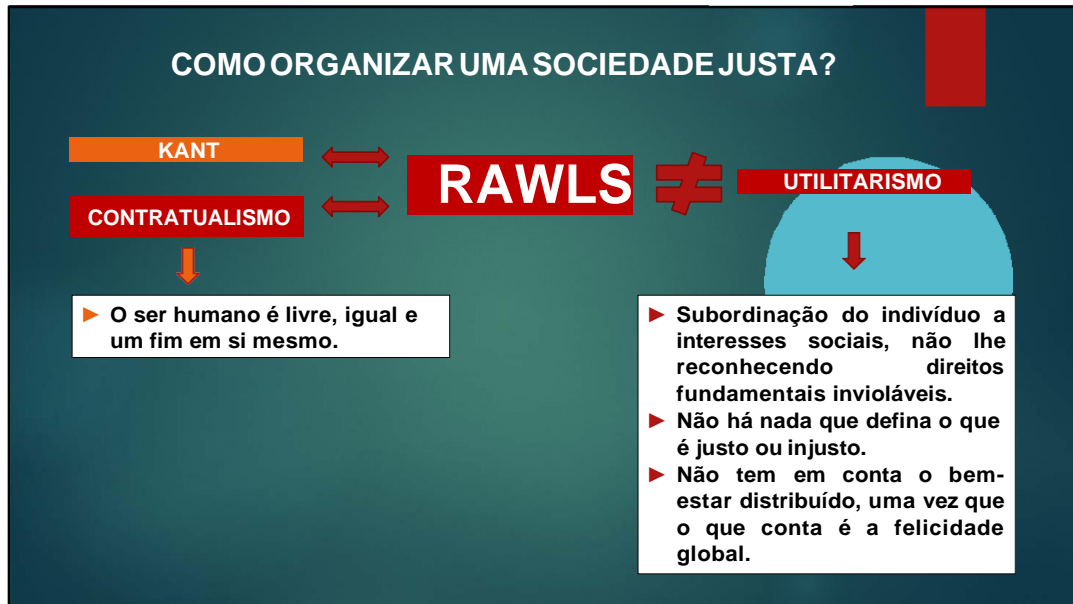 COMO ORGANIZAR UMA SOCIEDADE JUSTA?
KANT
CONTRATUALISMO
RAWLS
UTILITARISMO
► O ser humano é livre, igual e
um fim em si mesmo.
► Subordinação do indivíduo a
interesses sociais, não lhe
reconhecendo direitos
fundamentais invioláveis.
► Não há nada que defina o que
é justo ou injusto.
► Não tem em conta o bem-
estar distribuído, uma vez que
o que conta é a felicidade
global.